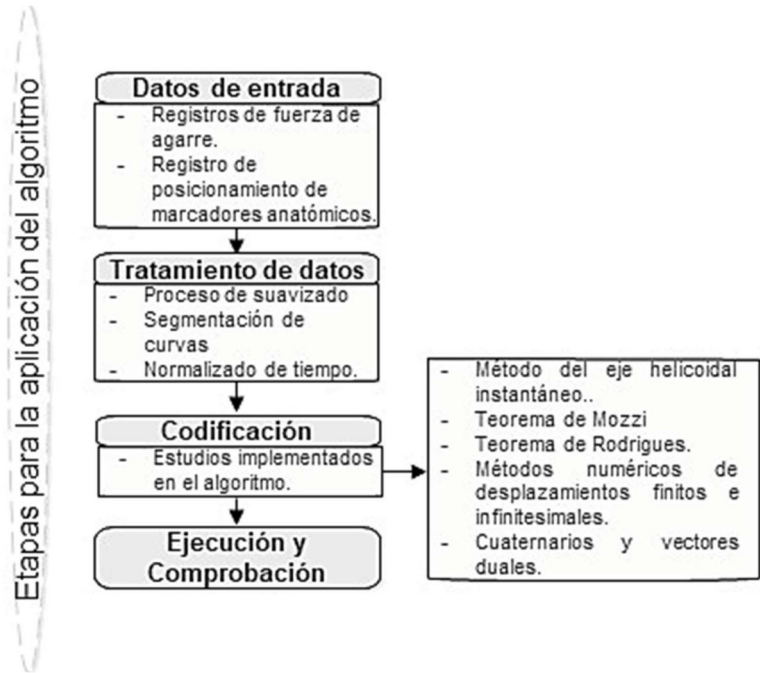 Etapas para la aplicación del algoritmo
Datos de entrada
- Registros de fuerza de
agarre.
- Registro de
posicionamiento de
marcadores anatómicos.
Tratamiento de datos
- Proceso de suavizado
- Segmentación de
curvas
- Normalizado de tiempo.
Codificación
- Estudios implementados
en el algoritmo.
- Método del eje helicoidal
instantáneo..
- Teorema de Mozzi
- Teorema de Rodrigues.
- Métodos numéricos de
desplazamientos finitos e
infinitesimales.
- Cuaternarios y vectores
duales.
Ejecución y
Comprobación